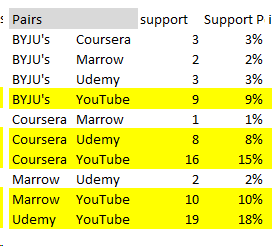 Pairs support Support P i
BYJU's Coursera 3 3%
BYJU's Marrow 2 2%
BYJU's Udemy 3 3%
BYJU's YouTube 9 9%
Coursera Marrow 1 1%
Coursera Udemy 8 8%
Coursera YouTube 16 15%
Marrow Udemy 2 2%
Marrow YouTube 10 10%
Udemy YouTube 19 18%